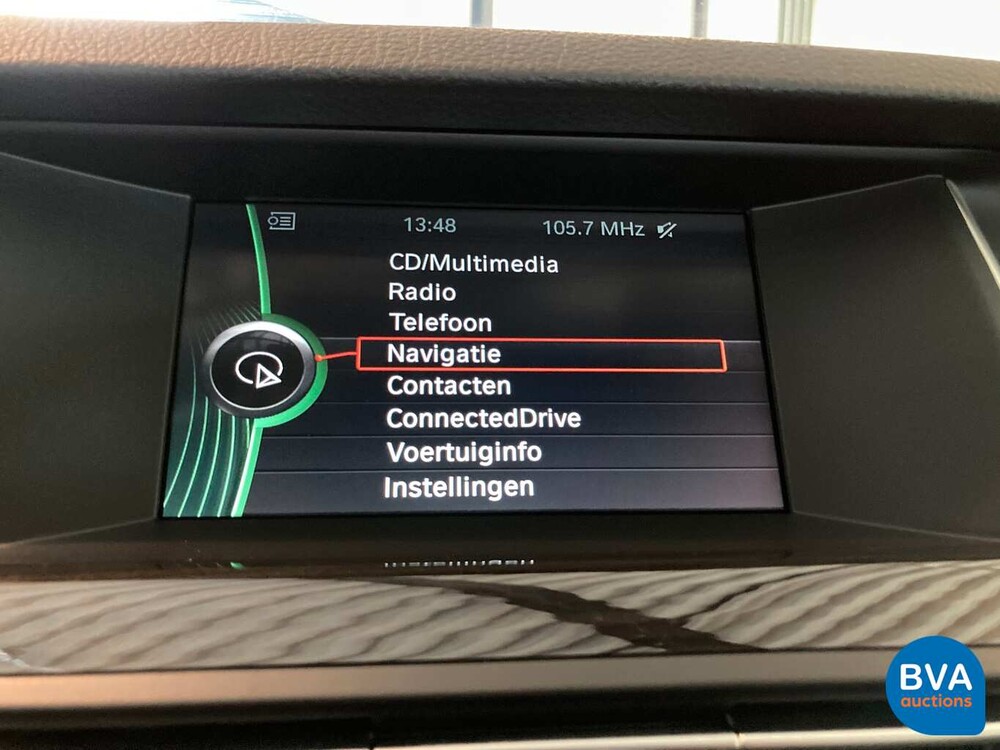 13:48 105.7 MHz
CD/Multimedia
Radio
Telefoon
Navigatie
Contacten
ConnectedDrive
Voertuiginfo
Instellingen
BVA
auctions